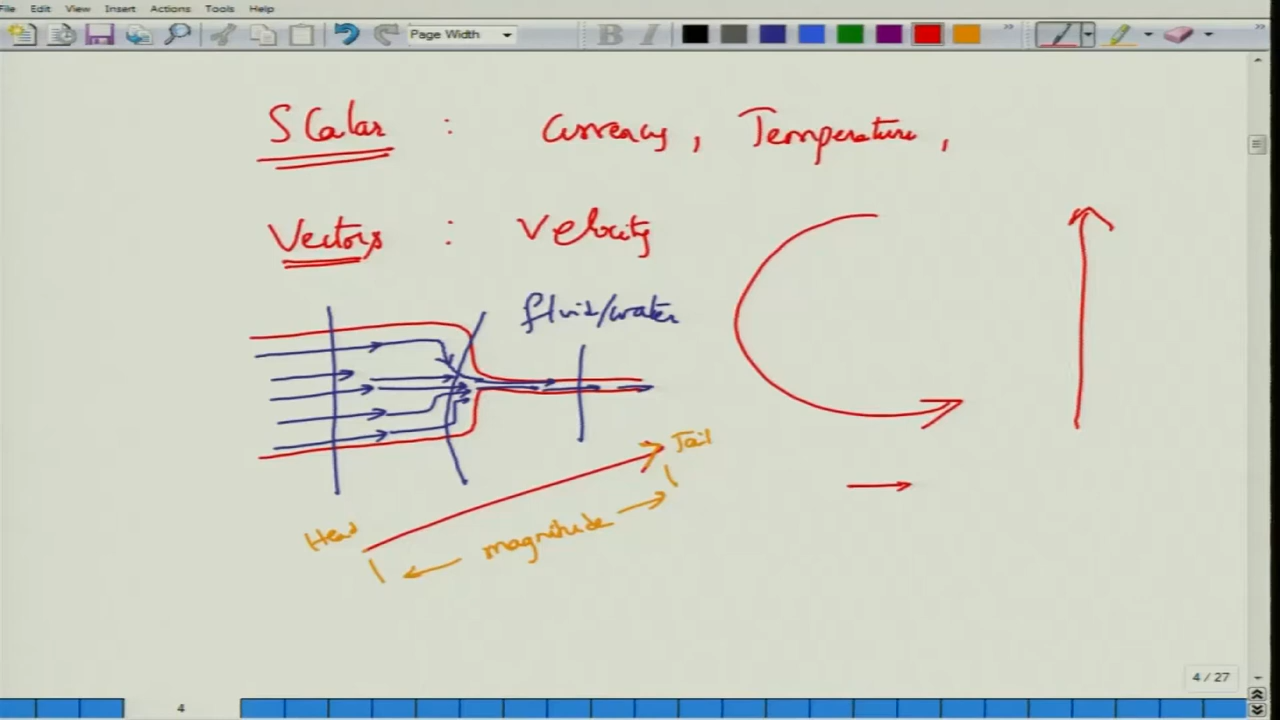 File Edit View Insert Actions Tools Help
Page Width
B I
Scalar : Currency, Temperature,
Vectors : Velocity
fluid/water
Tail
Head
magnitude
4 / 27
4